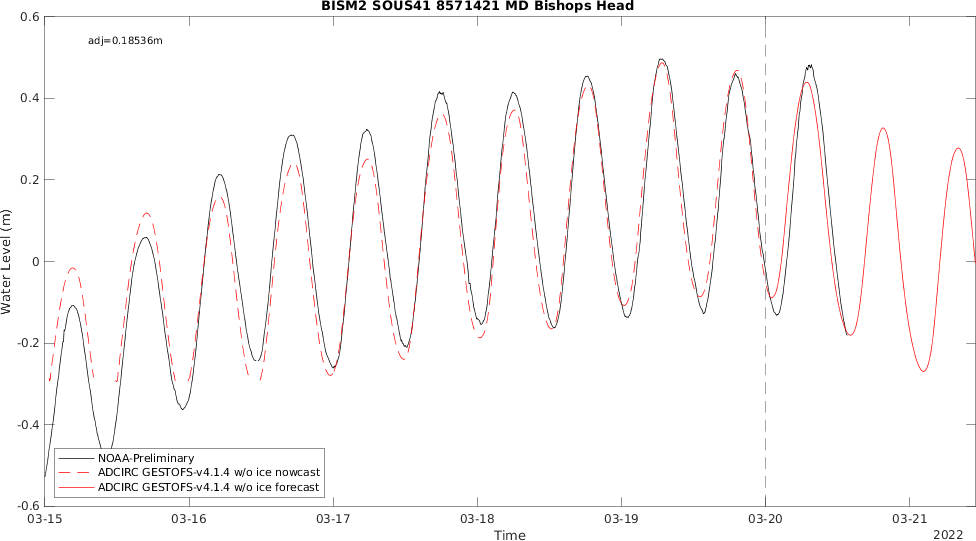 BISM2 SOUS41 8571421 MD Bishops Head
adj=0.18536m
0.6
0.4
0.2
0
-0.2
-0.4
-0.6
Water Level (m)
NOAA-Preliminary
ADCIRC GESTOFS-v4.1.4 w/o ice nowcast
ADCIRC GESTOFS-v4.1.4 w/o ice forecast
03-15 03-16 03-17 03-18 03-19 03-20 03-21
Time
2022